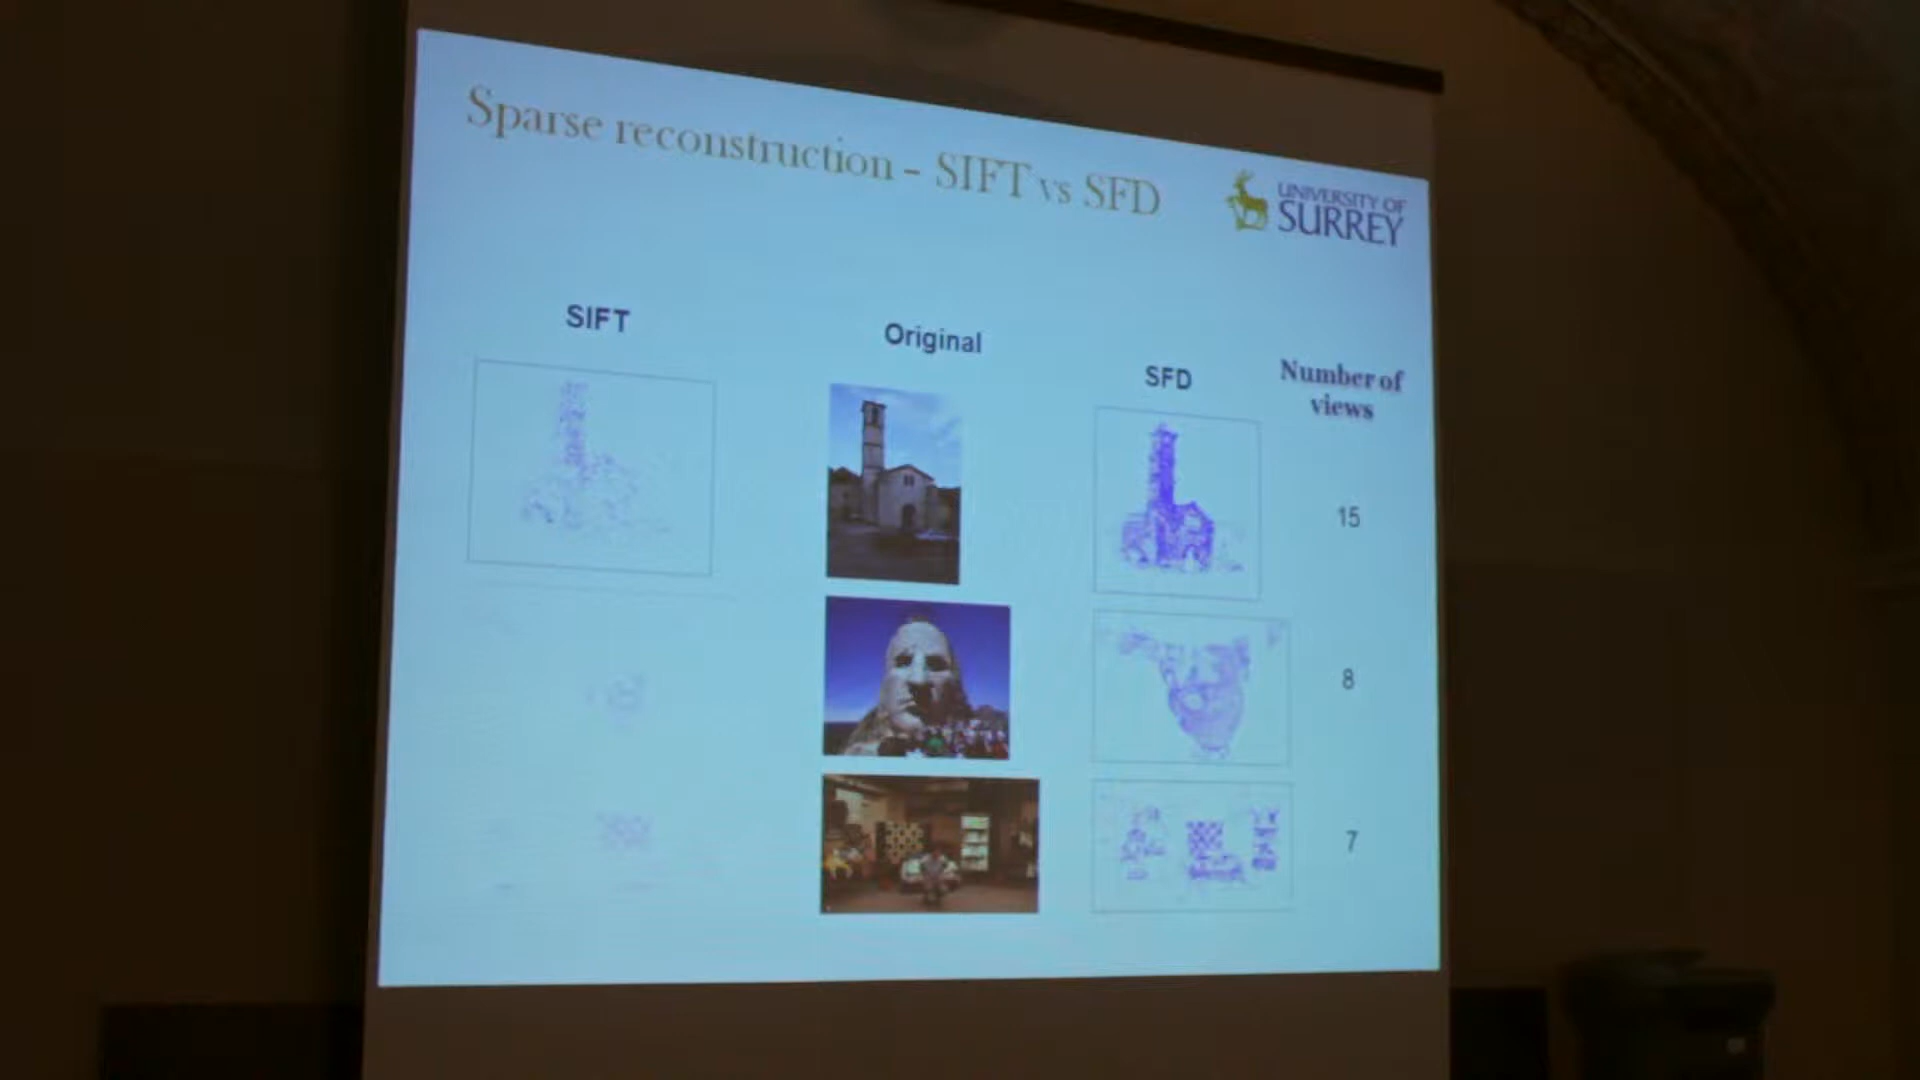 Sparse reconstruction - SIFT vs SFD
UNIVERSITY OF
SURREY
SIFT
Original
SFD
Number of
views
15
8
7